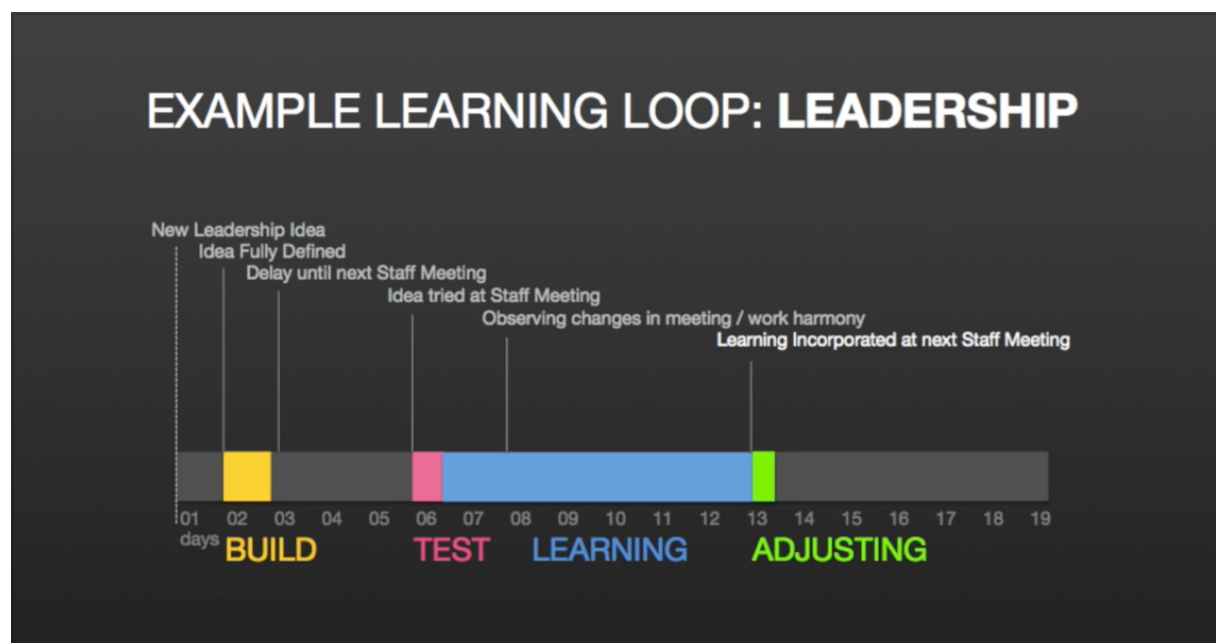 EXAMPLE LEARNING LOOP: LEADERSHIP
New Leadership Idea
Idea Fully Defined
Delay until next Staff Meeting
Idea tried at Staff Meeting
Observing changes in meeting / work harmony
Learning Incorporated at next Staff Meeting
01 02 03 04 05 06 07 08 09 10 11 12 13 14 15 16 17 18 19
days
BUILD TEST LEARNING ADJUSTING